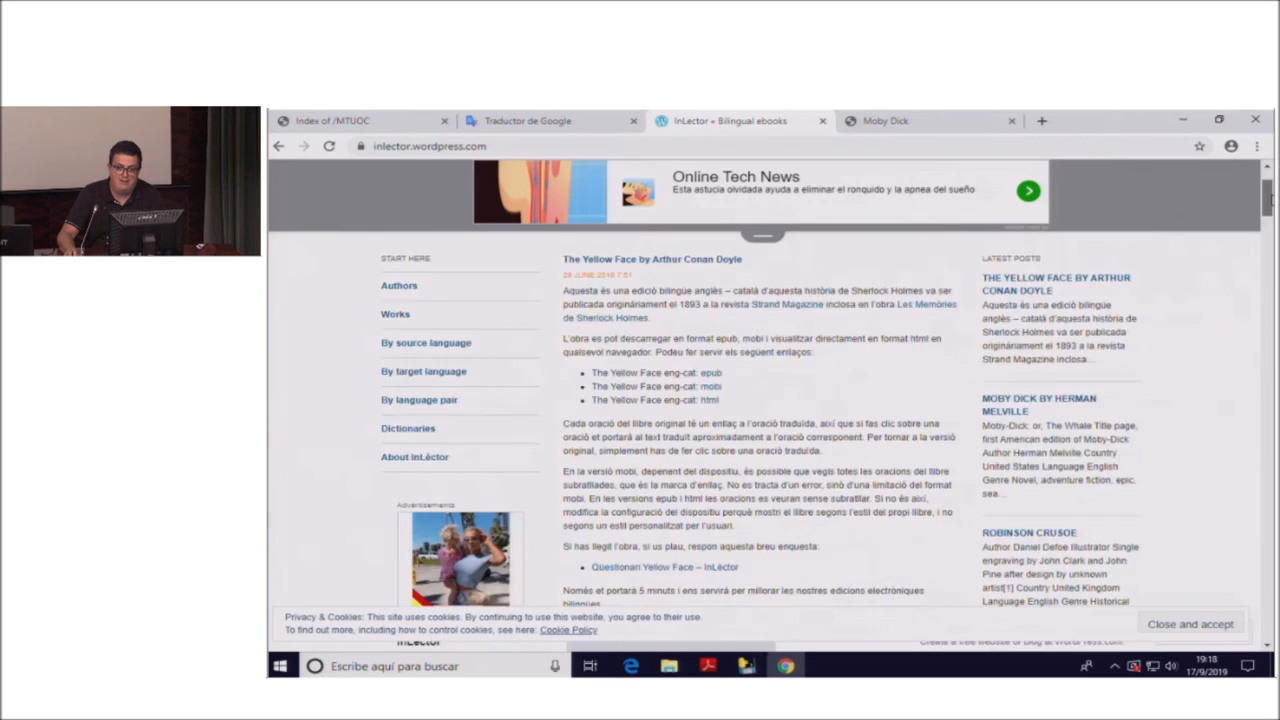 Index of /MTUOC
Traductor de Google
InLector = Bilingual ebooks
Moby Dick
inlector.wordpress.com
Online Tech News
Esta astucia olvidada ayuda a eliminar el ronquido y la apnea del sueño
START HERE
Authors
Works
By source language
By target language
By language pair
Dictionaries
About InLèctor
Advertisements
InLèctor
The Yellow Face by Arthur Conan Doyle
Aquesta és una edició bilingüe anglès – català d'aquesta història de Sherlock Holmes va ser
publicada originàriament el 1893 a la revista Strand Magazine inclosa en l'obra Les Memòries
de Sherlock Holmes.
L'obra es pot descarregar en format epub, mobi i visualitzar directament en format html en
qualsevol navegador. Podeu fer servir els següent enllaços:
The Yellow Face eng-cat: epub
The Yellow Face eng-cat: mobi
The Yellow Face eng-cat: html
Cada oració del llibre original té un enllaç a l'oració traduïda, així que si fas clic sobre una
oració et portarà al text traduït aproximadament a l'oració corresponent. Per tornar a la versió
original, simplement has de fer clic sobre una oració traduïda.
En la versió mobi, depenent del dispositiu, és possible que vegis totes les oracions del llibre
subratllades, que és la marca d'enllaç. No es tracta d'un error, sinó d'una limitació del format
mobi. En les versions epub i html les oracions es veuran sense subratllar. Si no és així,
modifica la configuració del dispositiu perquè mostri el llibre segons l'estil del propi llibre, i no
segons un estil personalitzat per l'usuari.
Si has llegit l'obra, si us plau, respon aquesta breu enquesta:
Qüestionari Yellow Face – InLèctor
Només et portarà 5 minuts i ens servirà per millorar les nostres edicions electròniques
bilingües.
LATEST POSTS
THE YELLOW FACE BY ARTHUR
CONAN DOYLE
Aquesta és una edició bilingüe
anglès – català d'aquesta
història de Sherlock Holmes va
ser publicada originàriament
el 1893 a la revista
Strand Magazine inclosa…
MOBY DICK BY HERMAN
MELVILLE
Moby-Dick; or, The Whale Title page,
first American edition of Moby-Dick
Author Herman Melville Country
United States Language English
Genre Novel, adventure fiction, epic,
sea…
ROBINSON CRUSOE
Author Daniel Defoe Illustrator Single
engraving by John Clark and John
Pine after design by unknown
artist[1] Country United Kingdom
Language English Genre Historical
Create a free website or blog at WordPress.com.
Privacy & Cookies: This site uses cookies. By continuing to use this website, you agree to their use.
To find out more, including how to control cookies, see here: Cookie Policy
Close and accept
Escribe aquí para buscar
19:18
17/9/2019